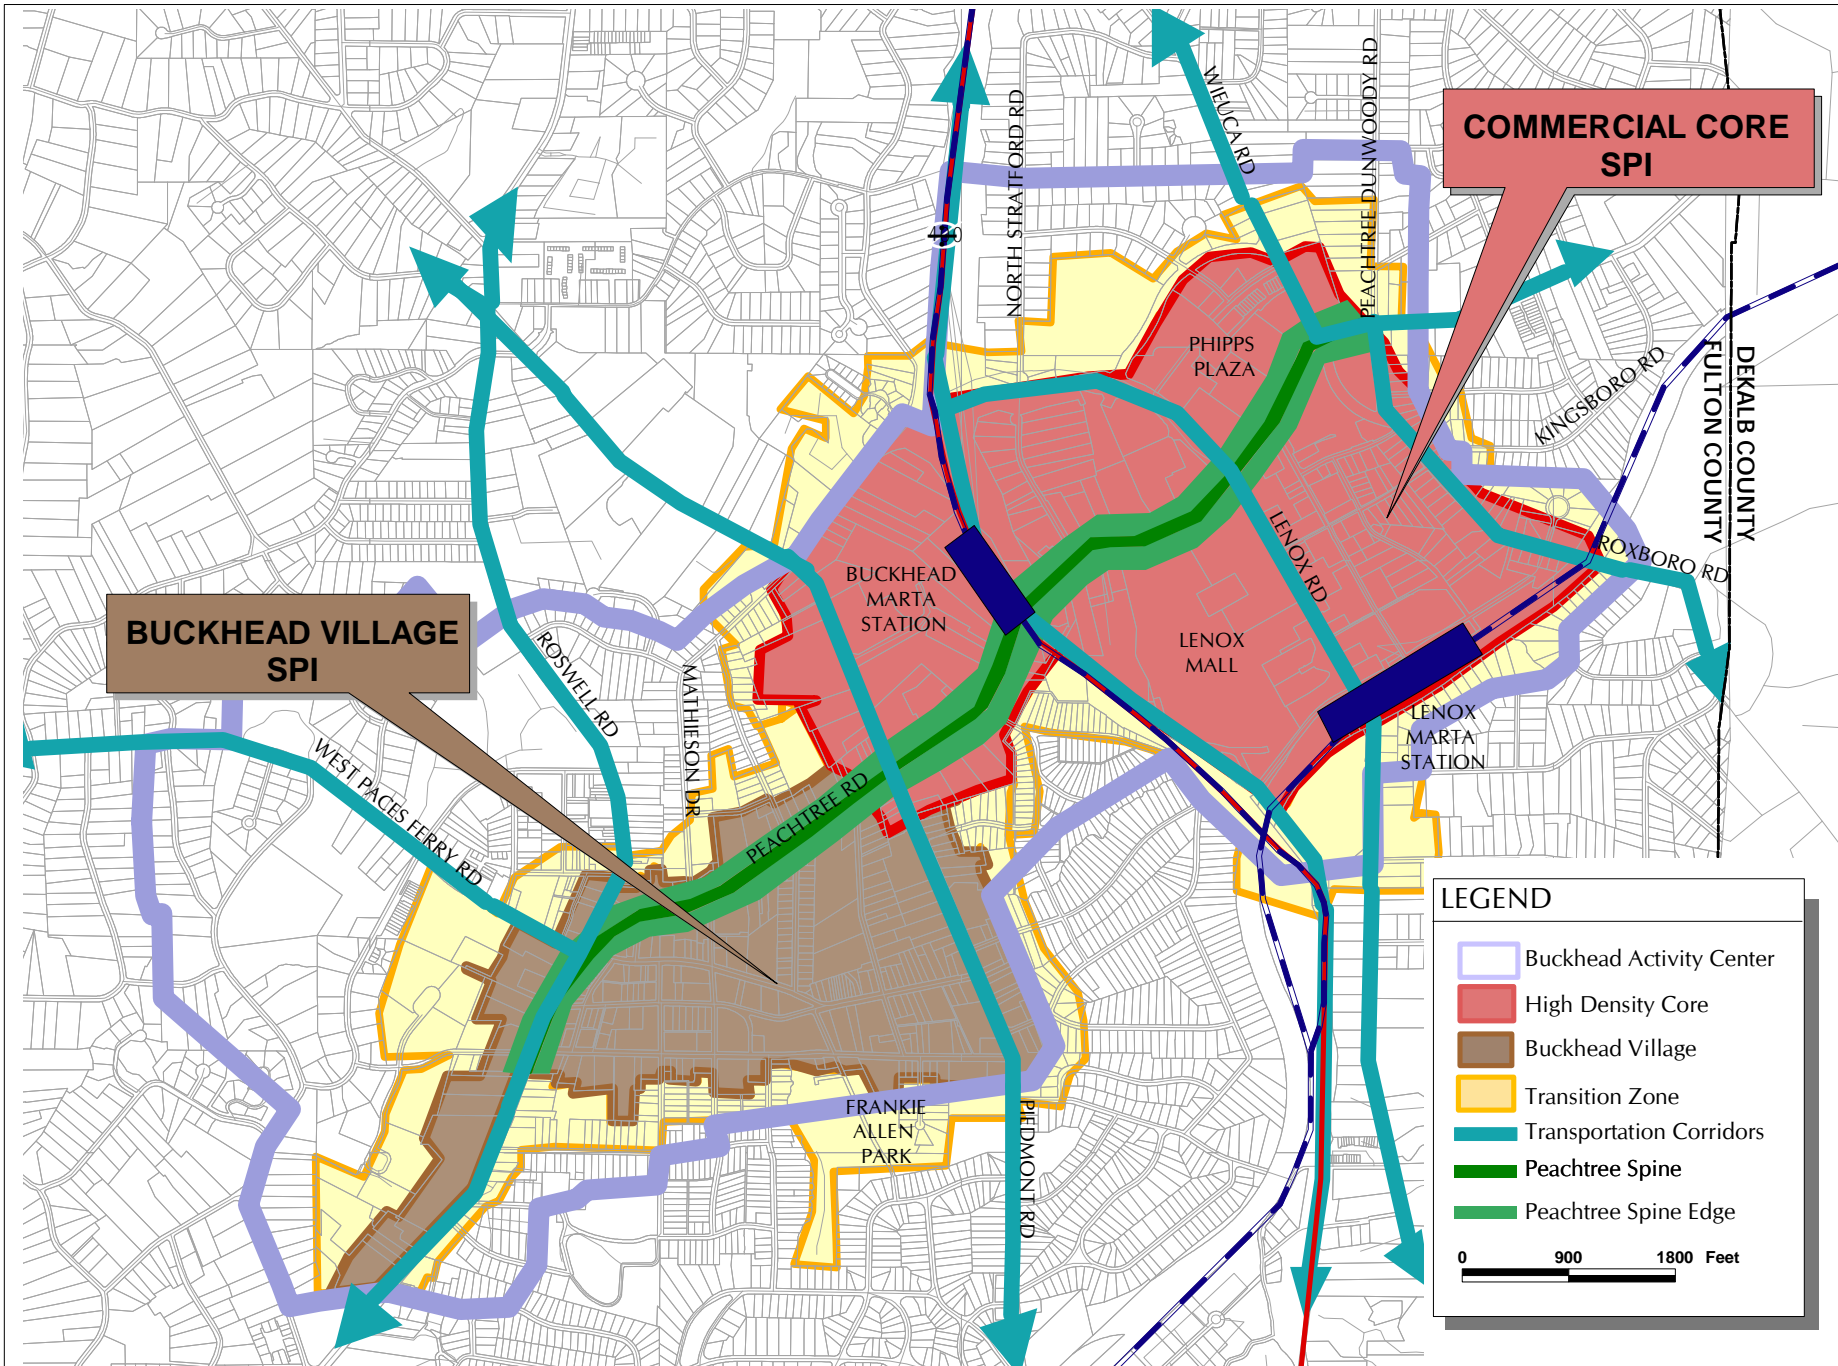 COMMERCIAL CORE
SPI
WIEUCA RD
PEACHTREE DUNWOODY RD
NORTH STRATFORD RD
PHIPPS
PLAZA
KINGSBORO RD
FULTON COUNTY
DEKALB COUNTY
LENOX RD
ROXBORO RD
BUCKHEAD
MARTA
STATION
LENOX
MALL
BUCKHEAD VILLAGE
SPI
ROSWELL RD
MATHIESON DR
LENOX
MARTA
STATION
WEST PACES FERRY RD
PEACHTREE RD
FRANKIE
ALLEN
PARK
PIEDMONT RD
LEGEND
Buckhead Activity Center
High Density Core
Buckhead Village
Transition Zone
Transportation Corridors
Peachtree Spine
Peachtree Spine Edge
0 900 1800 Feet